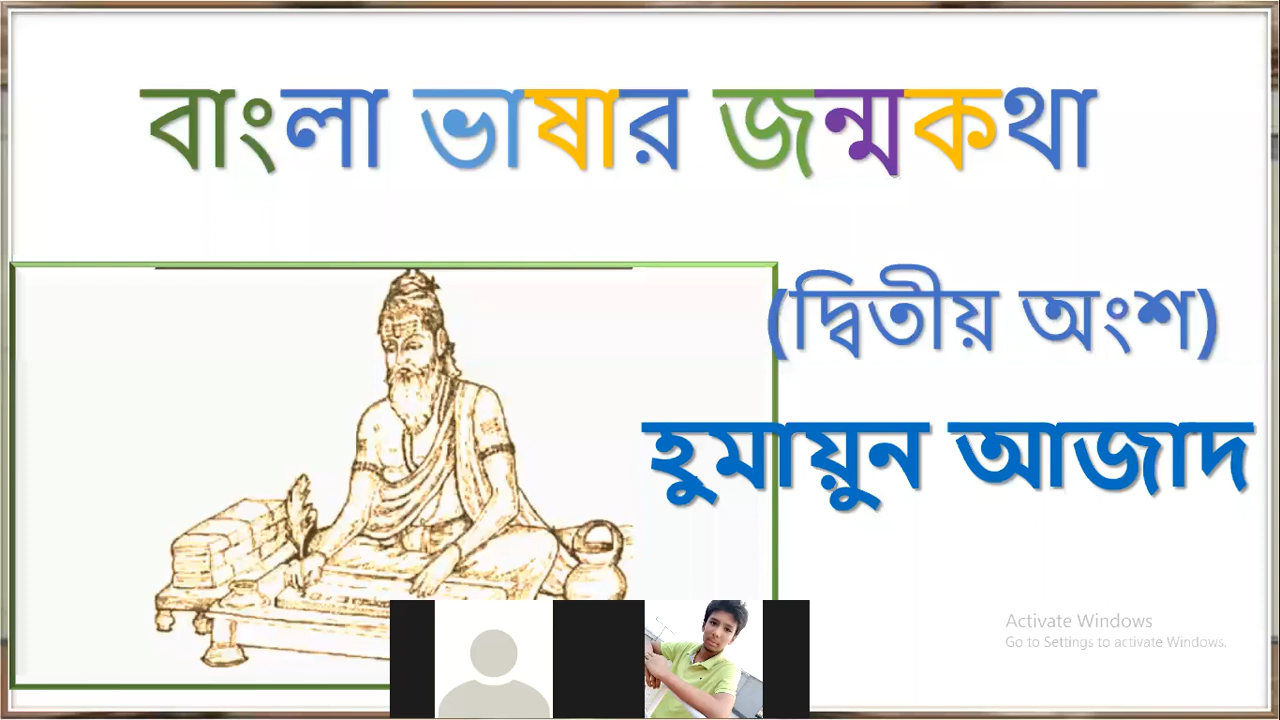 বাংলা ভাষার জন্মকথা
(দ্বিতীয় অংশ)
হুমায়ুন আজাদ
Activate Windows
Go to Settings to activate Windows.